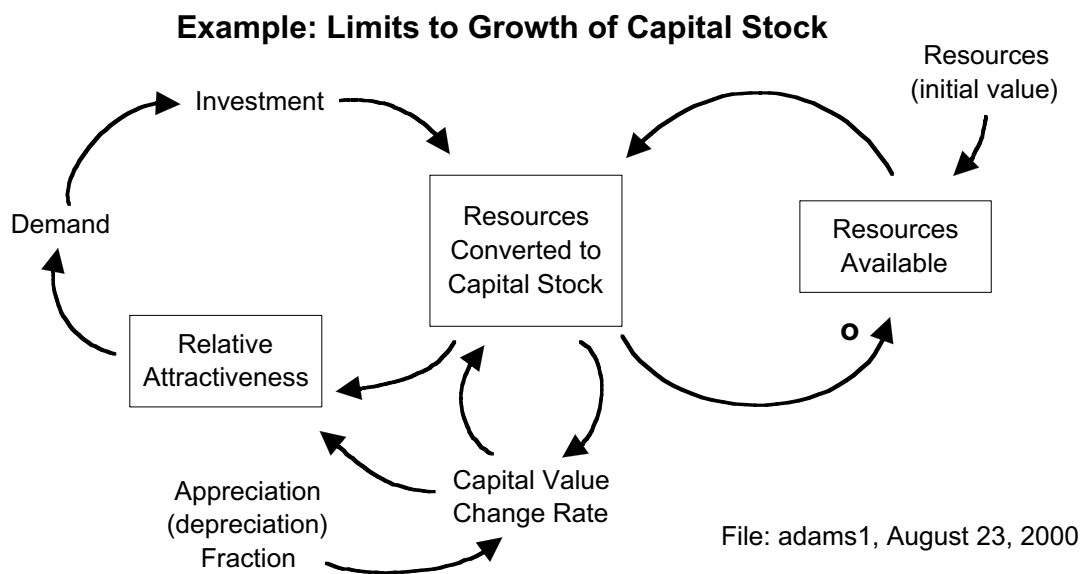 Example: Limits to Growth of Capital Stock
Resources
(initial value)
Investment
Demand
Resources
Converted to
Capital Stock
Resources
Available
o
Relative
Attractiveness
Capital Value
Change Rate
Appreciation
(depreciation)
Fraction
File: adams1, August 23, 2000